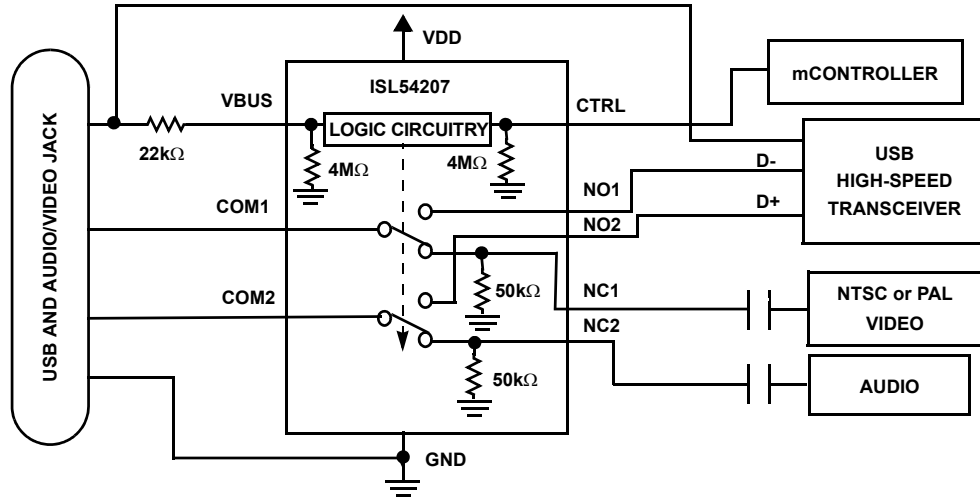 VDD
mCONTROLLER
ISL54207
VBUS
CTRL
LOGIC CIRCUITRY
22kΩ
4MΩ
4MΩ
USB
HIGH-SPEED
TRANSCEIVER
D-
D+
USB AND AUDIO/VIDEO JACK
COM1
NO1
NO2
50kΩ
NC1
NTSC or PAL
VIDEO
COM2
NC2
50kΩ
AUDIO
GND